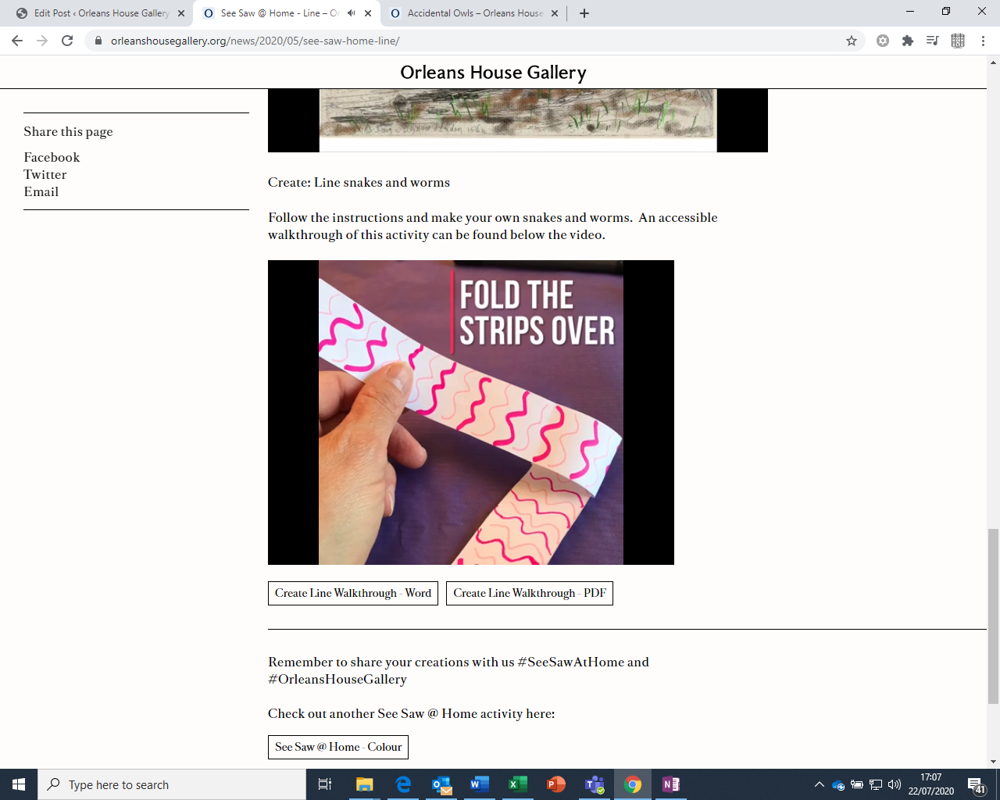 Edit Post ‹ Orleans House Gallery
See Saw @ Home - Line – O
Accidental Owls – Orleans House
orleanshousegallery.org/news/2020/05/see-saw-home-line/
Orleans House Gallery
Share this page
Facebook
Twitter
Email
Create: Line snakes and worms
Follow the instructions and make your own snakes and worms.  An accessible
walkthrough of this activity can be found below the video.
FOLD THE
STRIPS OVER
Create Line Walkthrough - Word
Create Line Walkthrough - PDF
Remember to share your creations with us #SeeSawAtHome and
#OrleansHouseGallery
Check out another See Saw @ Home activity here:
See Saw @ Home - Colour
Type here to search
17:07
22/07/2020
41